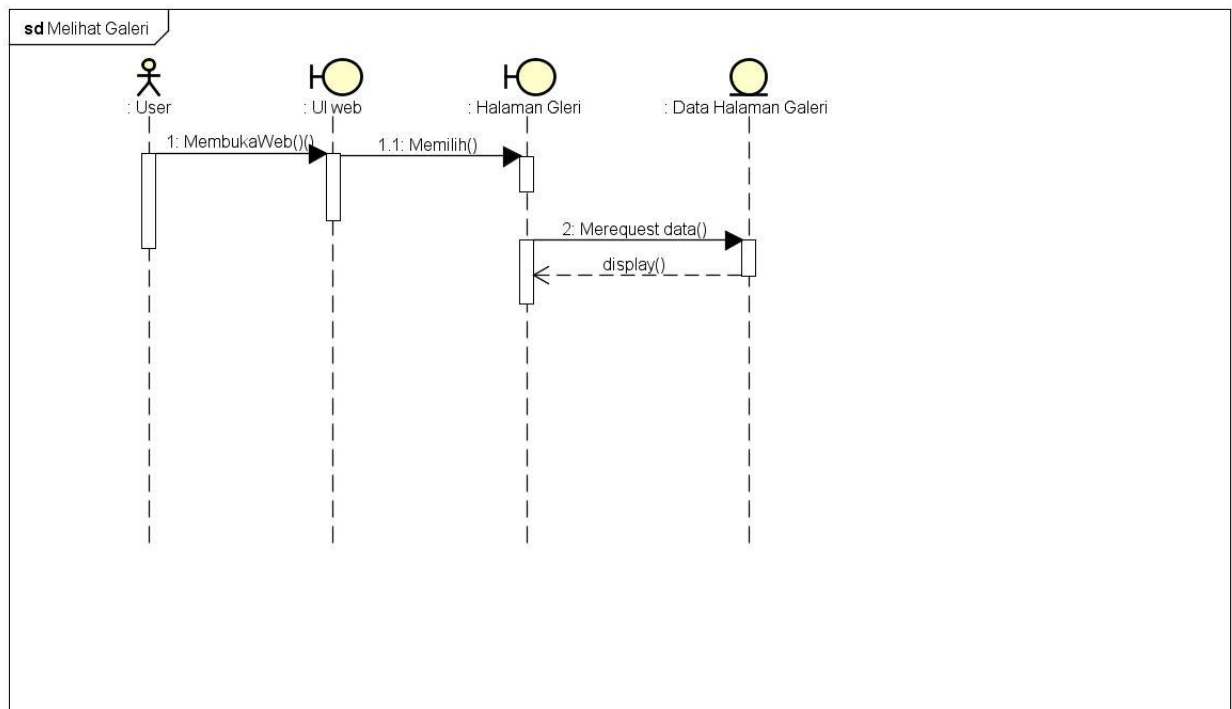 sd Melihat Galeri
: User
: UI web
: Halaman Gleri
: Data Halaman Galeri
1: MembukaWeb()()
1.1: Memilih()
2: Merequest data()
display()